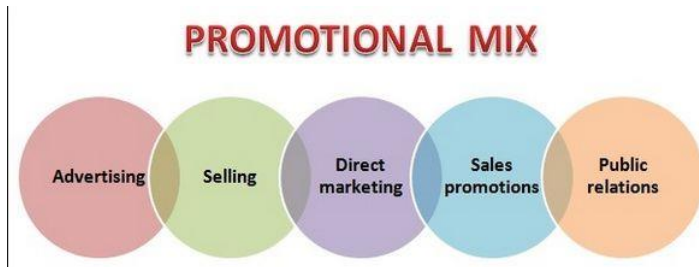 PROMOTIONAL MIX
Advertising
Selling
Direct
marketing
Sales
promotions
Public
relations